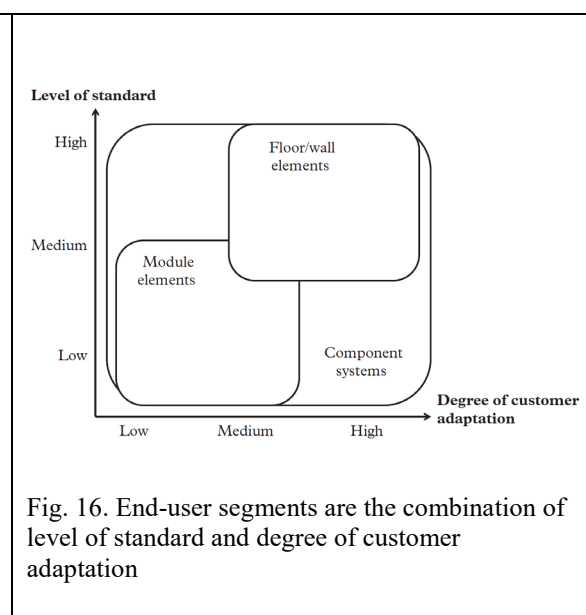 Level of standard
High
Floor/wall
elements
Medium
Module
elements
Low
Component
systems
Degree of customer
adaptation
Low
Medium
High
Fig. 16. End-user segments are the combination of
level of standard and degree of customer
adaptation